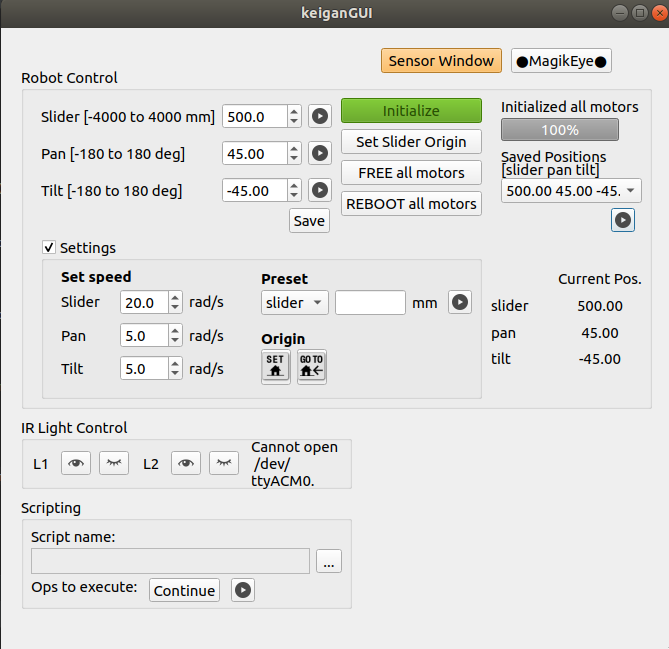 keiganGUI
Sensor Window
●MagikEye●
Robot Control
Slider [-4000 to 4000 mm]
500.0
Initialize
Initialized all motors
100%
Set Slider Origin
Pan [-180 to 180 deg]
45.00
Saved Positions
[slider pan tilt]
FREE all motors
Tilt [-180 to 180 deg]
-45.00
500.00 45.00 -45.
REBOOT all motors
Save
Settings
Set speed
Preset
Current Pos.
Slider
20.0
rad/s
slider
mm
slider
500.00
Pan
5.0
rad/s
pan
45.00
Origin
Tilt
5.0
rad/s
SET
GO TO
tilt
-45.00
IR Light Control
L1
L2
Cannot open
/dev/
ttyACM0.
Scripting
Script name:
...
Ops to execute:
Continue